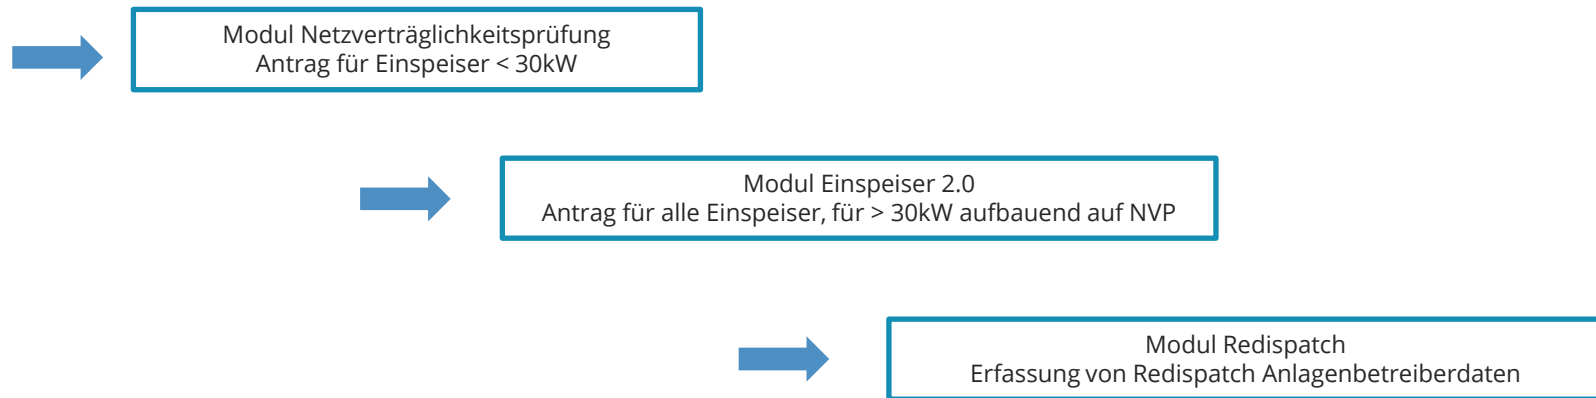 Modul Netzverträglichkeitsprüfung
Antrag für Einspeiser < 30kW
Modul Einspeiser 2.0
Antrag für alle Einspeiser, für > 30kW aufbauend auf NVP
Modul Redispatch
Erfassung von Redispatch Anlagenbetreiberdaten